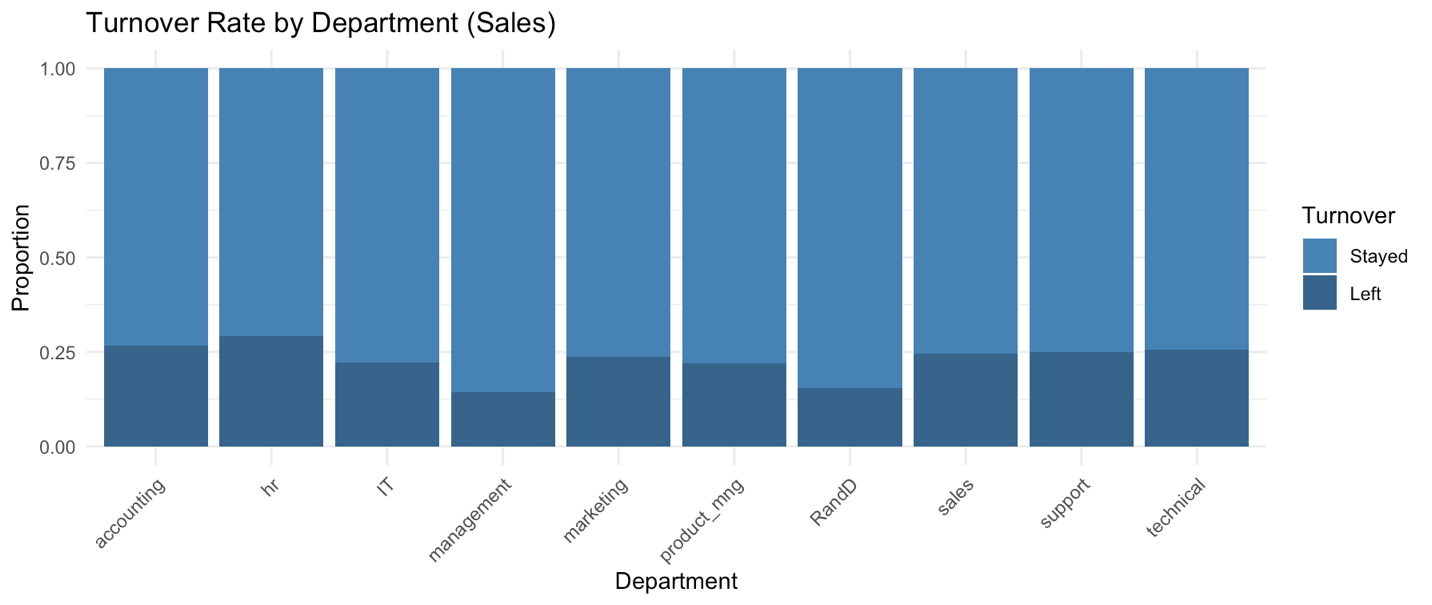 Turnover Rate by Department (Sales)
1.00
0.75
0.50
0.25
0.00
Proportion
accounting
hr
IT
management
marketing
product_mng
RandD
sales
support
technical
Department
Turnover
Stayed
Left